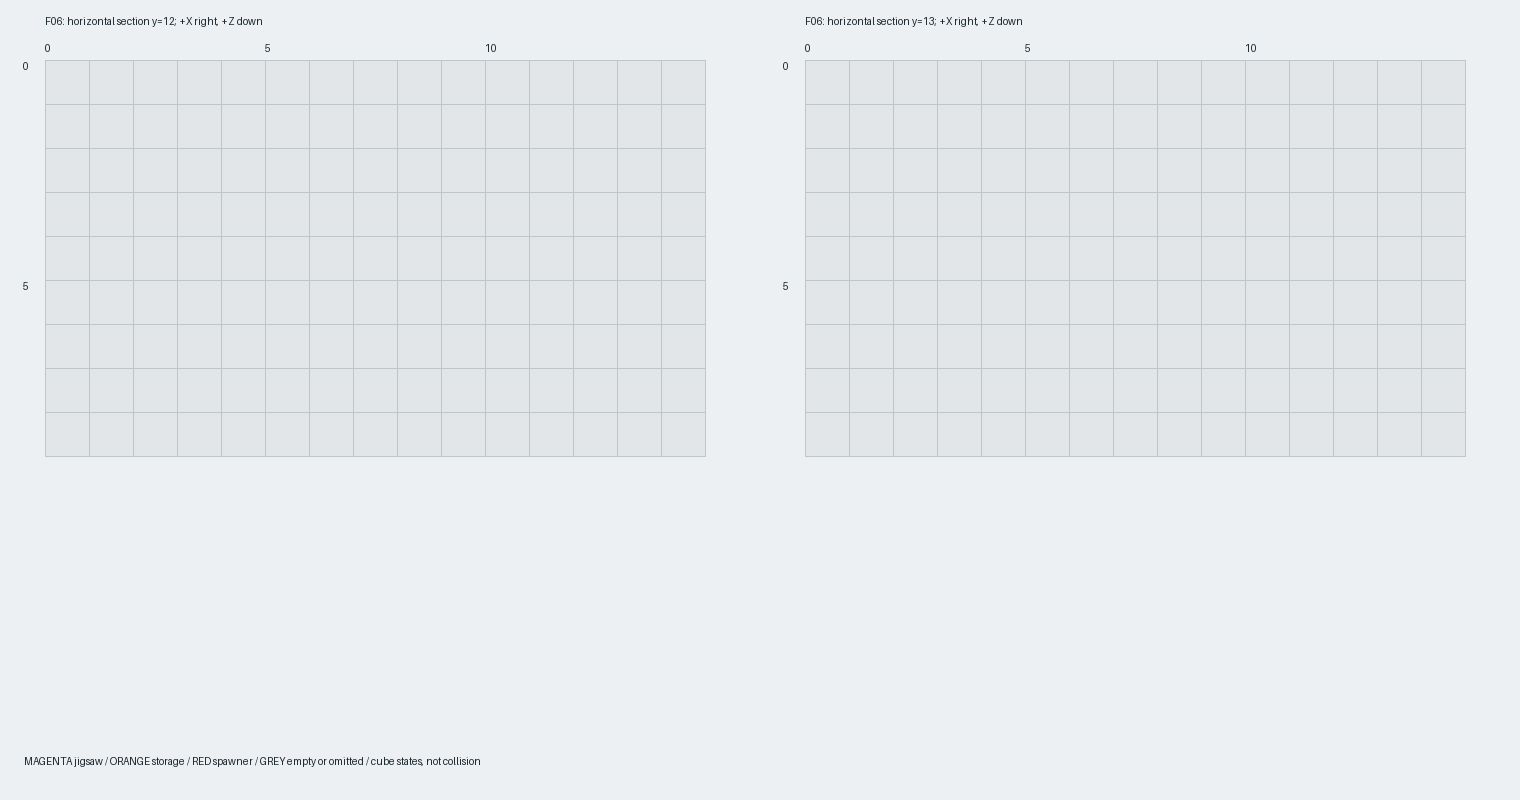 F06: horizontal section y=12; +X right, +Z down
F06: horizontal section y=13; +X right, +Z down
0 5 10
0 5 10
0
0
5
5
MAGENTA jigsaw / ORANGE storage / RED spawner / GREY empty or omitted / cube states, not collision